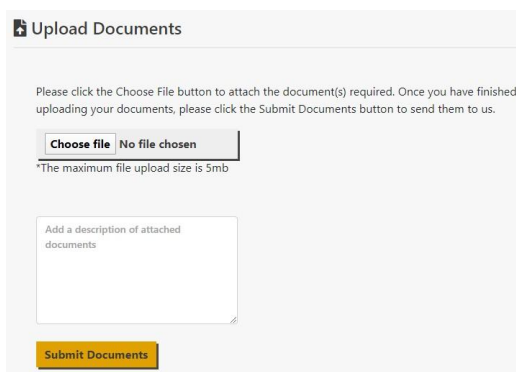 Upload Documents
Please click the Choose File button to attach the document(s) required. Once you have finished
uploading your documents, please click the Submit Documents button to send them to us.
Choose file No file chosen
*The maximum file upload size is 5mb
Add a description of attached
documents
Submit Documents